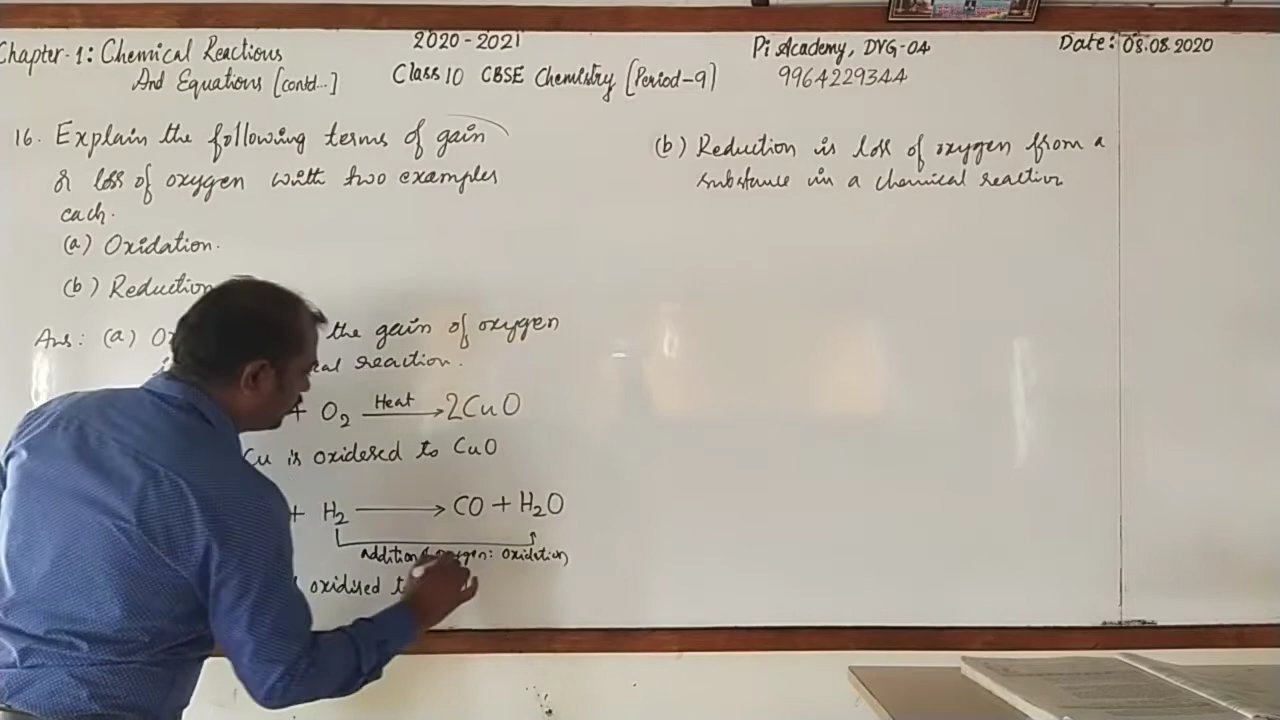 Chapter-1: Chemical Reactions
And Equations [contd...]
2020-2021
Class 10 CBSE Chemistry [Period-9]
Pi Academy, DVG-04
9964229344
Date: 08.08.2020
16. Explain the following terms of gain
or loss of oxygen with two examples
each.
(a) Oxidation.
(b) Reduction
Ans: (a) the gain of oxygen
reaction.
+ O2 Heat → 2CuO
Cu is oxidesed to CuO
+ H2 → CO + H2O
addition oxygen: oxidation
oxidised
(b) Reduction is loss of oxygen from a
substance in a chemical reaction